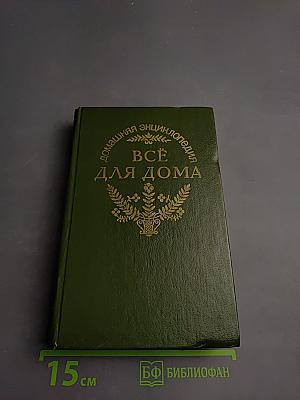 ДОМАШНЯЯ ЭНЦИКЛОПЕДИЯ
ВСЁ
ДЛЯ ДОМА
15 см
БФ БИБЛИОФАН